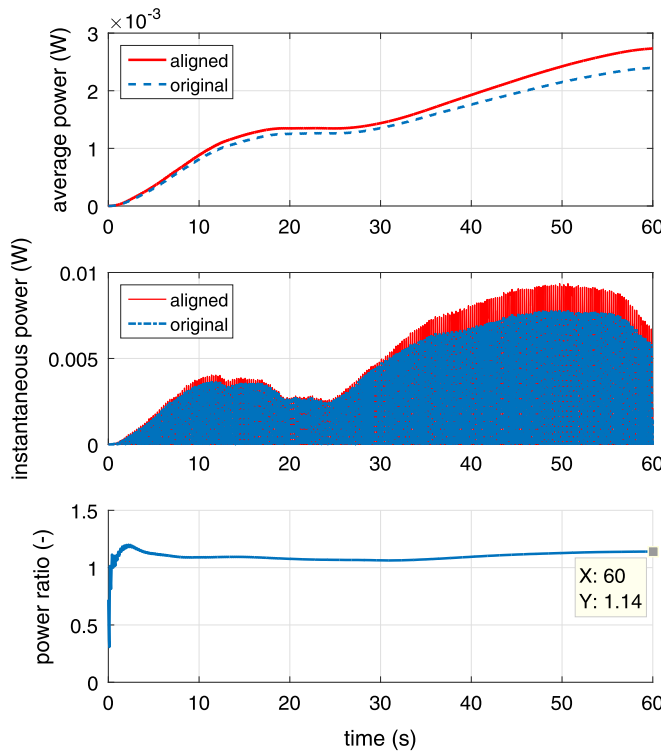 ×10^-3
3
2
1
0
average power (W)
aligned
original
0 10 20 30 40 50 60
0.01
0.005
0
instantaneous power (W)
aligned
original
0 10 20 30 40 50 60
1.5
1
0.5
0
power ratio (-)
X: 60
Y: 1.14
0 10 20 30 40 50 60
time (s)